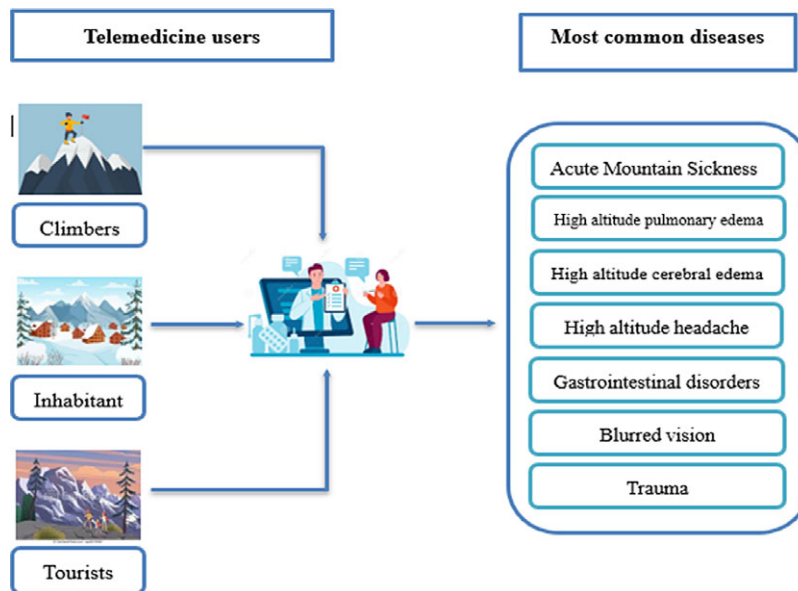 Telemedicine users
Most common diseases
Climbers
Inhabitant
Tourists
Acute Mountain Sickness
High altitude pulmonary edema
High altitude cerebral edema
High altitude headache
Gastrointestinal disorders
Blurred vision
Trauma